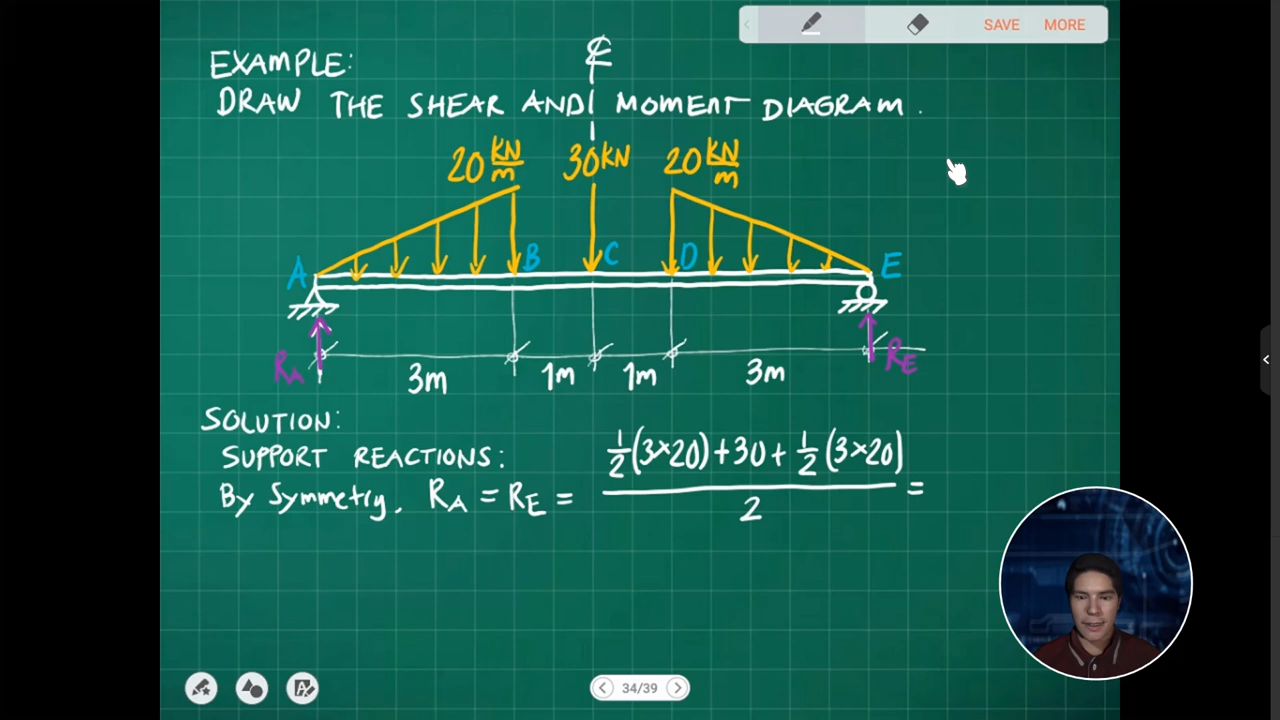 SAVE MORE
EXAMPLE:
℄
DRAW THE SHEAR AND MOMENT DIAGRAM.
20 KN/m 30KN 20 KN/m
A B C D E
RA RE
3m 1m 1m 3m
SOLUTION:
SUPPORT REACTIONS:
By Symmetry, RA = RE = 1/2(3×20)+30+1/2(3×20) / 2 =
34/39